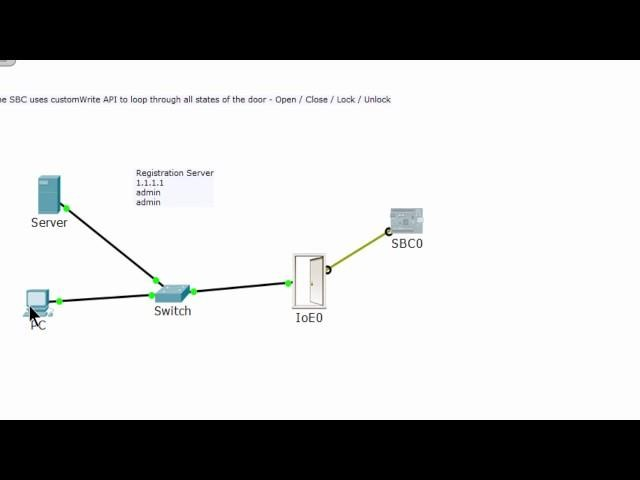 he SBC uses customWrite API to loop through all states of the door - Open / Close / Lock / Unlock
Registration Server
1.1.1.1
admin
admin
Server
SBC0
Switch
IoE0
PC